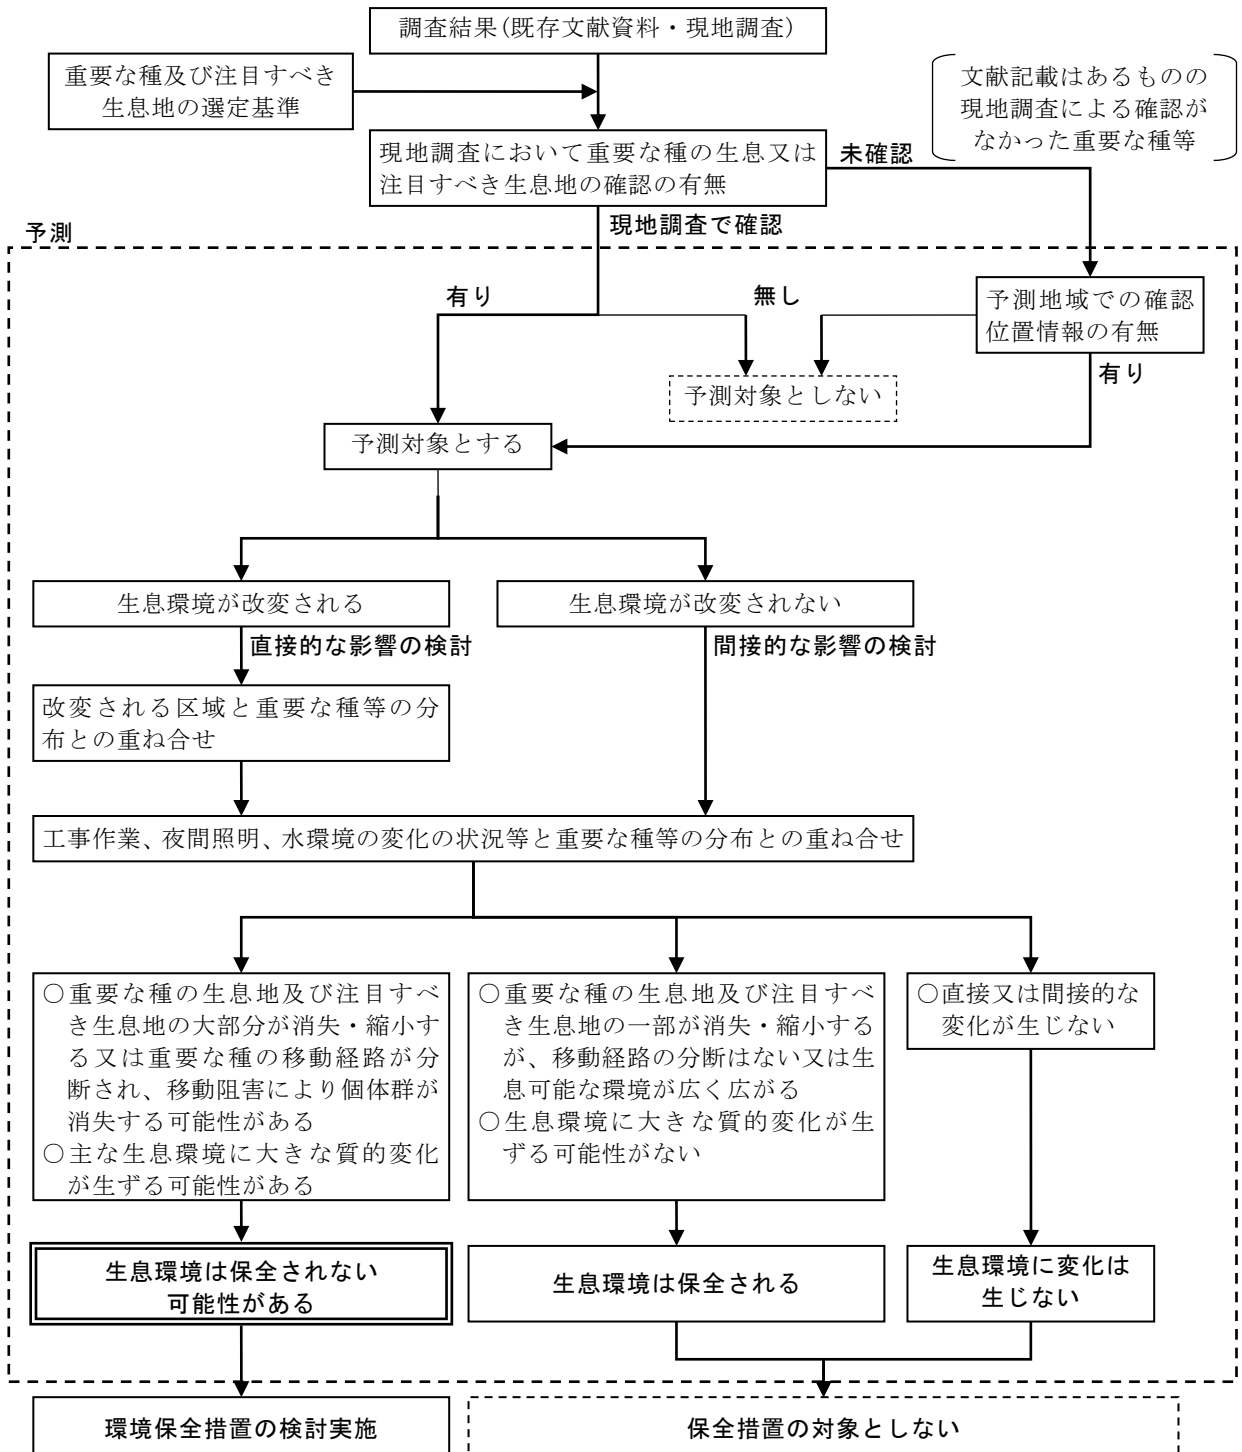 調査結果(既存文献資料・現地調査)
重要な種及び注目すべき
生息地の選定基準
文献記載はあるものの
現地調査による確認が
なかった重要な種等
現地調査において重要な種の生息又は
注目すべき生息地の確認の有無
未確認
現地調査で確認
予測
有り
無し
予測地域での確認
位置情報の有無
有り
予測対象としない
予測対象とする
生息環境が改変される
生息環境が改変されない
直接的な影響の検討
間接的な影響の検討
改変される区域と重要な種等の分
布との重ね合せ
工事作業、夜間照明、水環境の変化の状況等と重要な種等の分布との重ね合せ
○重要な種の生息地及び注目すべ
き生息地の大部分が消失・縮小す
る又は重要な種の移動経路が分
断され、移動阻害により個体群が
消失する可能性がある
○主な生息環境に大きな質的変化
が生ずる可能性がある
○重要な種の生息地及び注目すべ
き生息地の一部が消失・縮小する
が、移動経路の分断はない又は生
息可能な環境が広く広がる
○生息環境に大きな質的変化が生
ずる可能性がない
○直接又は間接的な
変化が生じない
生息環境は保全されない
可能性がある
生息環境は保全される
生息環境に変化は
生じない
環境保全措置の検討実施
保全措置の対象としない